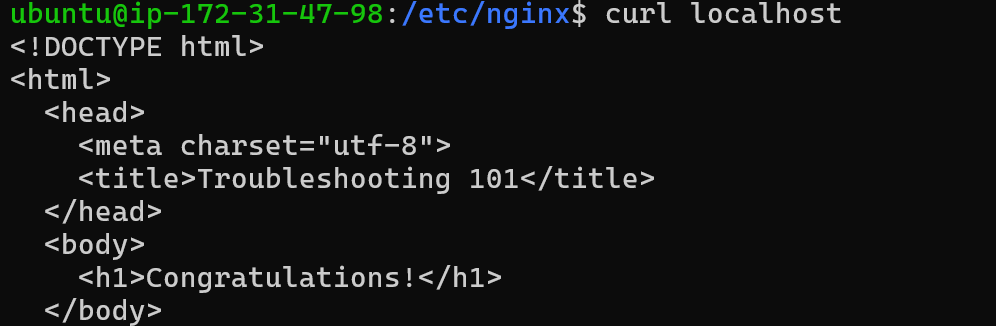 ubuntu@ip-172-31-47-98:/etc/nginx$ curl localhost
<!DOCTYPE html>
<html>
  <head>
    <meta charset="utf-8">
    <title>Troubleshooting 101</title>
  </head>
  <body>
    <h1>Congratulations!</h1>
  </body>